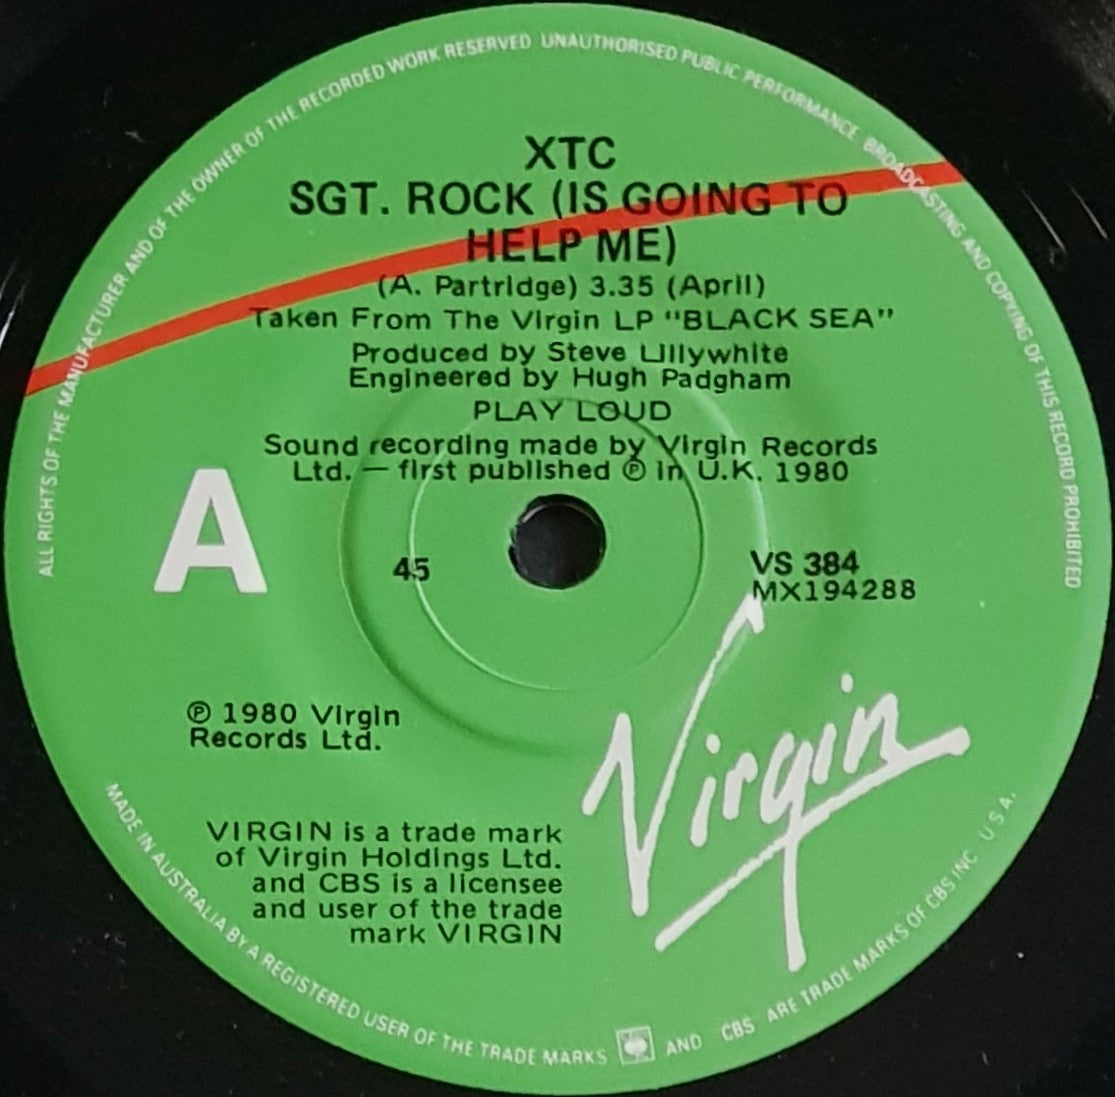 ALL RIGHTS OF THE MANUFACTURER AND OF THE OWNER OF THE RECORDED WORK RESERVED UNAUTHORISED PUBLIC PERFORMANCE BROADCASTING AND COPYING OF THIS RECORD PROHIBITED
XTC
SGT. ROCK (IS GOING TO
HELP ME)
(A. Partridge) 3.35 (April)
Taken From The Virgin LP "BLACK SEA"
Produced by Steve Lillywhite
Engineered by Hugh Padgham
PLAY LOUD
Sound recording made by Virgin Records
Ltd. — first published ℗ in U.K. 1980
A
45
VS 384
MX194288
℗ 1980 Virgin
Records Ltd.
Virgin
VIRGIN is a trade mark
of Virgin Holdings Ltd.
and CBS is a licensee
and user of the trade
mark VIRGIN
MADE IN AUSTRALIA BY A REGISTERED USER OF THE TRADE MARKS AND CBS ARE TRADE MARKS OF CBS INC U.S.A.